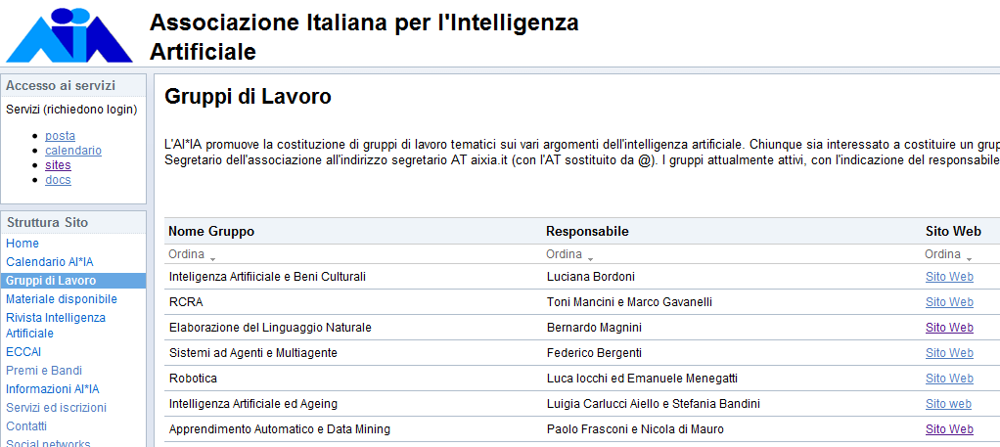 Associazione Italiana per l'Intelligenza
Artificiale
Accesso ai servizi
Servizi (richiedono login)
posta
calendario
sites
docs
Struttura Sito
Home
Calendario AI*IA
Gruppi di Lavoro
Materiale disponibile
Rivista Intelligenza
Artificiale
ECCAI
Premi e Bandi
Informazioni AI*IA
Servizi ed iscrizioni
Contatti
Social networks
Gruppi di Lavoro
L'AI*IA promuove la costituzione di gruppi di lavoro tematici sui vari argomenti dell'intelligenza artificiale. Chiunque sia interessato a costituire un grup
Segretario dell'associazione all'indirizzo segretario AT aixia.it (con l'AT sostituito da @). I gruppi attualmente attivi, con l'indicazione del responsabile
Nome Gruppo Responsabile Sito Web
Ordina Ordina Ordina
Inteligenza Artifiiciale e Beni Culturali Luciana Bordoni Sito Web
RCRA Toni Mancini e Marco Gavanelli Sito Web
Elaborazione del Linguaggio Naturale Bernardo Magnini Sito Web
Sistemi ad Agenti e Multiagente Federico Bergenti Sito Web
Robotica Luca Iocchi ed Emanuele Menegatti Sito Web
Intelligenza Artificiale ed Ageing Luigia Carlucci Aiello e Stefania Bandini Sito web
Apprendimento Automatico e Data Mining Paolo Frasconi e Nicola di Mauro Sito Web